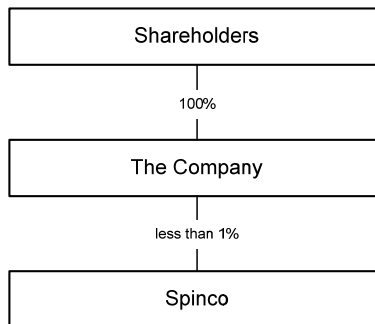 Shareholders
100%
The Company
less than 1%
Spinco